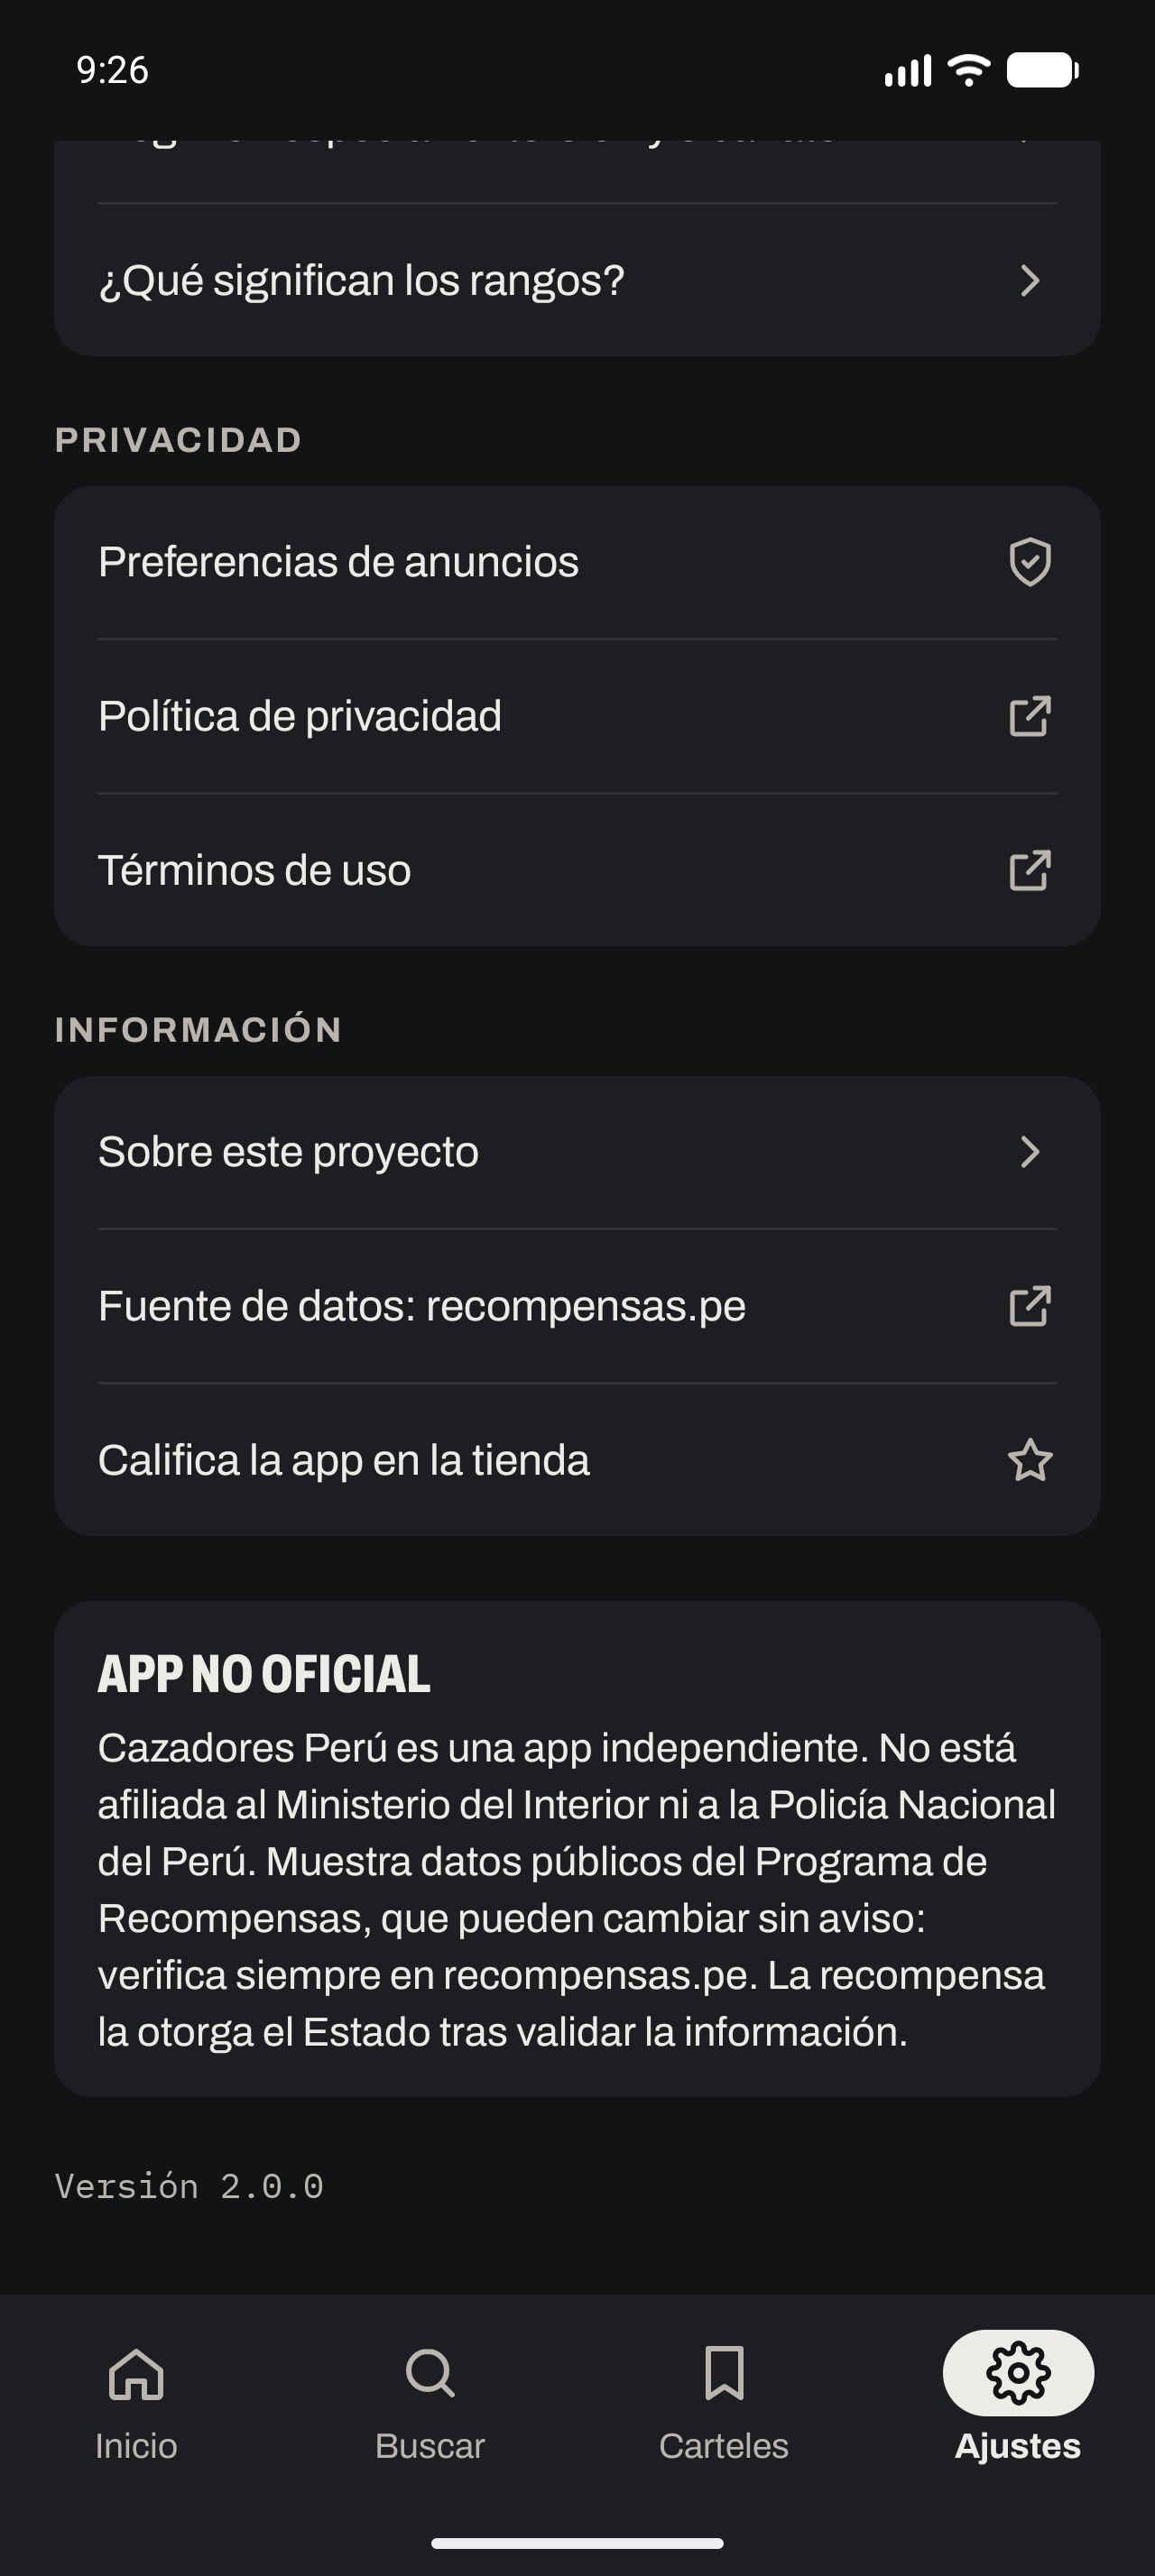 9:26
¿Qué significan los rangos?
PRIVACIDAD
Preferencias de anuncios
Política de privacidad
Términos de uso
INFORMACIÓN
Sobre este proyecto
Fuente de datos: recompensas.pe
Califica la app en la tienda
APP NO OFICIAL
Cazadores Perú es una app independiente. No está
afiliada al Ministerio del Interior ni a la Policía Nacional
del Perú. Muestra datos públicos del Programa de
Recompensas, que pueden cambiar sin aviso:
verifica siempre en recompensas.pe. La recompensa
la otorga el Estado tras validar la información.
Versión 2.0.0
Inicio
Buscar
Carteles
Ajustes